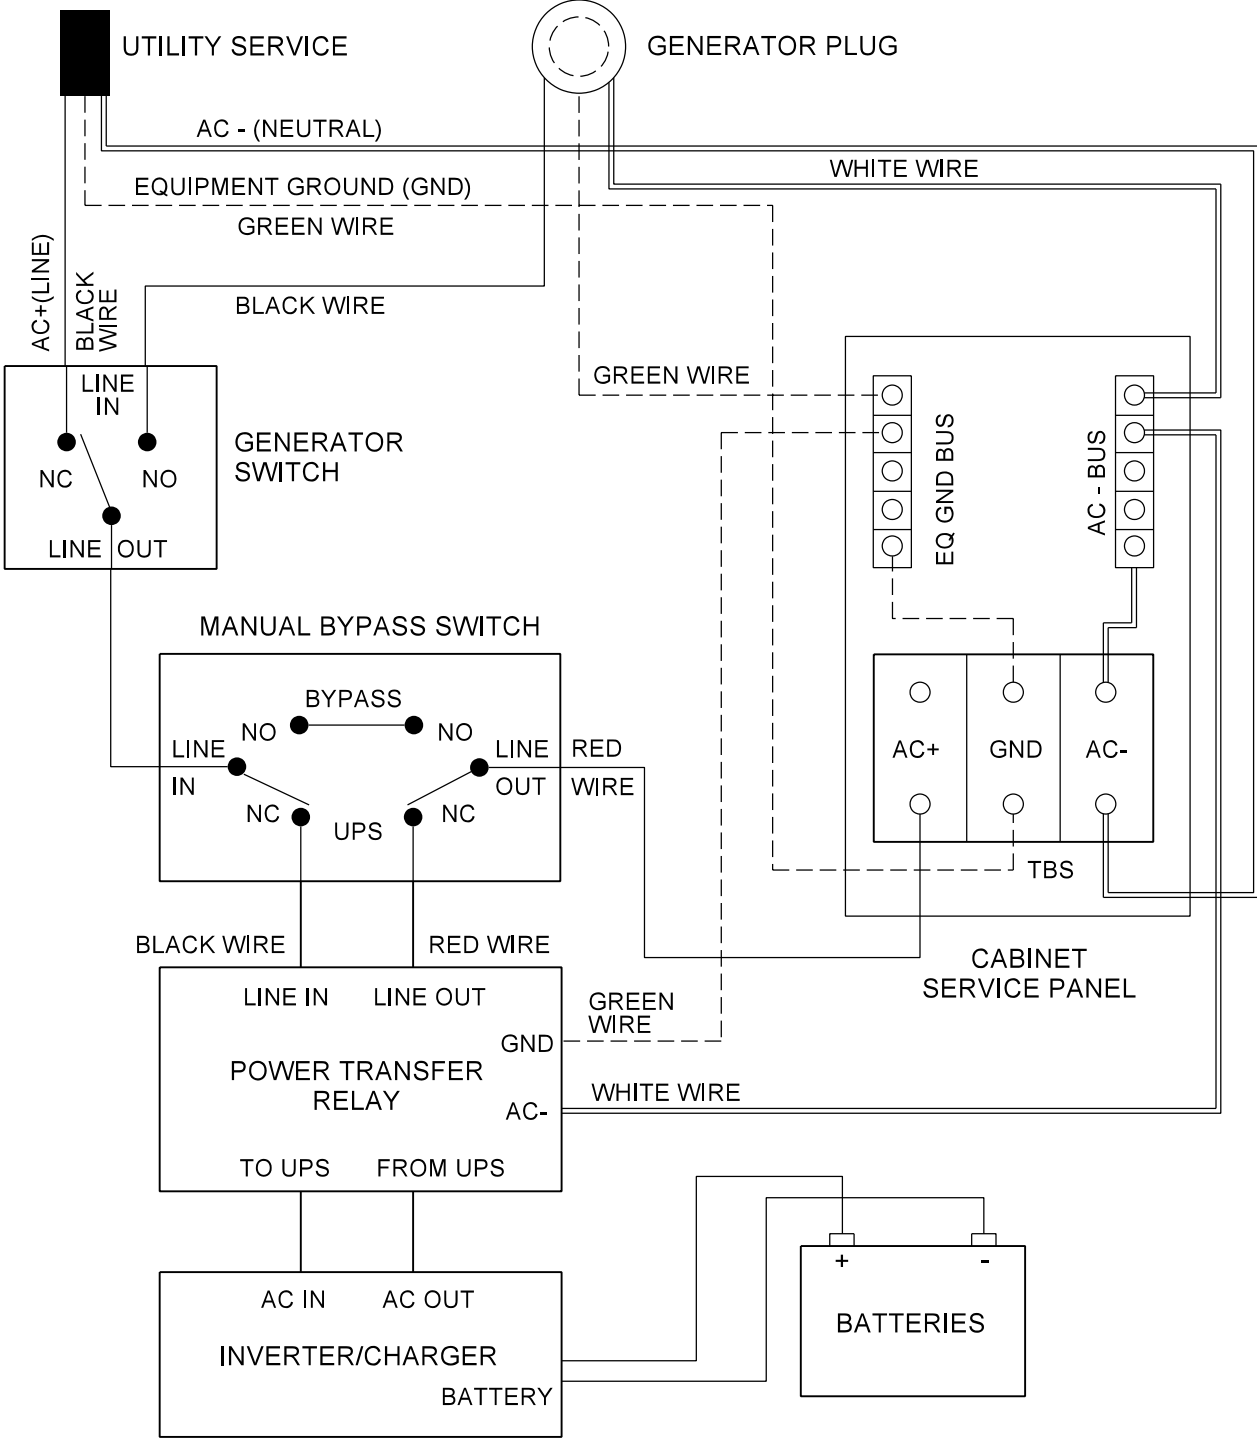 UTILITY SERVICE
GENERATOR PLUG
AC - (NEUTRAL)
WHITE WIRE
EQUIPMENT GROUND (GND)
GREEN WIRE
AC+(LINE)
BLACK
WIRE
BLACK WIRE
LINE
IN
GREEN WIRE
GENERATOR
SWITCH
NC
NO
LINE OUT
EQ GND BUS
AC - BUS
MANUAL BYPASS SWITCH
BYPASS
NO
NO
LINE
IN
LINE
OUT
RED
WIRE
NC
UPS
NC
AC+
GND
AC-
TBS
BLACK WIRE
RED WIRE
CABINET
SERVICE PANEL
LINE IN
LINE OUT
GREEN
WIRE
GND
POWER TRANSFER
RELAY
WHITE WIRE
AC-
TO UPS
FROM UPS
+
-
AC IN
AC OUT
BATTERIES
INVERTER/CHARGER
BATTERY